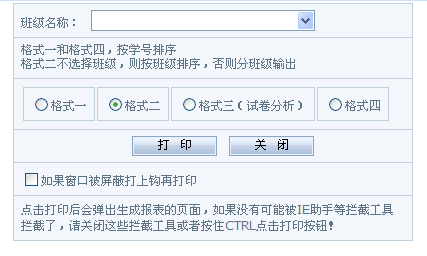 班级名称：
格式一和格式四，按学号排序
格式二不选择班级，则按班级排序，否则分班级输出
格式一 格式二 格式三（试卷分析） 格式四
打 印 关 闭
如果窗口被屏蔽打上钩再打印
点击打印后会弹出生成报表的页面，如果没有可能被IE助手等拦截工具
拦截了，请关闭这些拦截工具或者按住CTRL点击打印按钮！